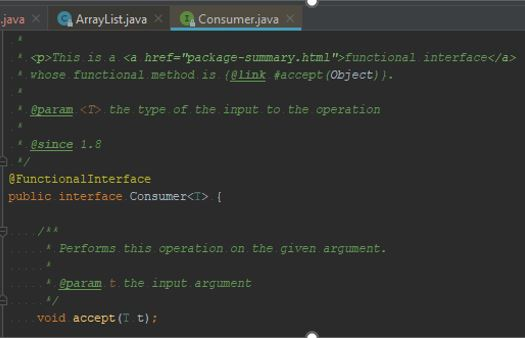 .java
ArrayList.java
Consumer.java
*
* <p>This is a <a href="package-summary.html">functional interface</a>
* whose functional method is {@link #accept(Object)}.
*
* @param <T> the type of the input to the operation
*
* @since 1.8
*/
@FunctionalInterface
public interface Consumer<T> {
/**
* Performs this operation on the given argument.
*
* @param t the input argument
*/
void accept(T t);